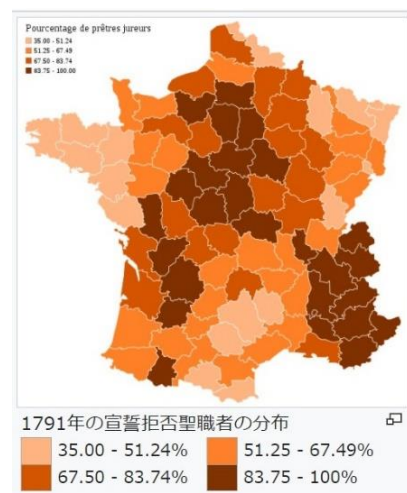 Pourcentage de prêtres jureurs
35.00 - 51.24
51.25 - 67.49
67.50 - 83.74
83.75 - 100.00
1791年の宣誓拒否聖職者の分布
35.00 - 51.24% 51.25 - 67.49%
67.50 - 83.74% 83.75 - 100%